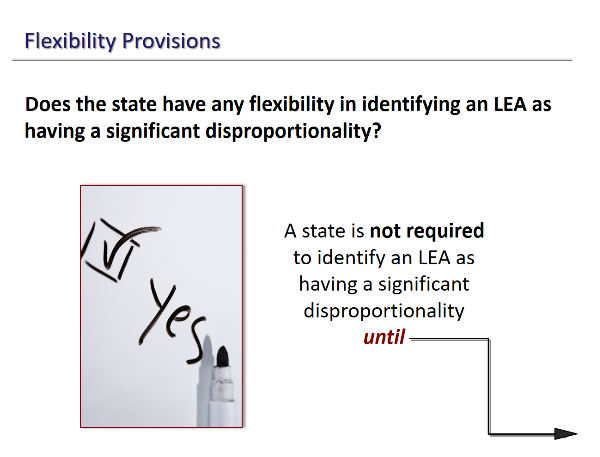 Flexibility Provisions
Does the state have any flexibility in identifying an LEA as
having a significant disproportionality?
Yes
A state is not required
to identify an LEA as
having a significant
disproportionality
until